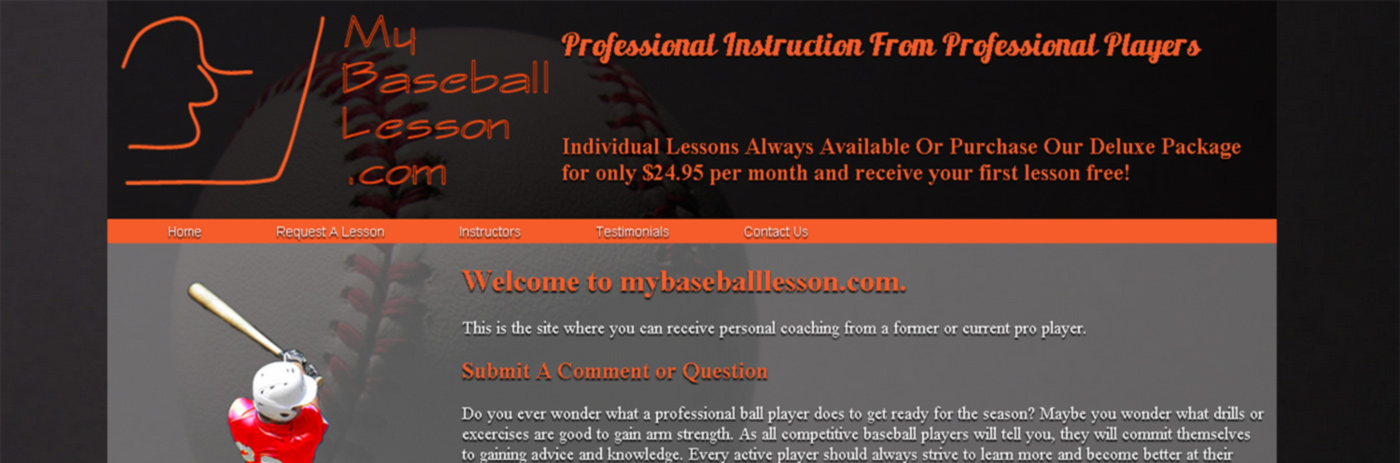 My
Baseball
Lesson
.com
Professional Instruction From Professional Players
Individual Lessons Always Available Or Purchase Our Deluxe Package
for only $24.95 per month and receive your first lesson free!
Home Request A Lesson Instructors Testimonials Contact Us
Welcome to mybaseballlesson.com.
This is the site where you can receive personal coaching from a former or current pro player.
Submit A Comment or Question
Do you ever wonder what a professional ball player does to get ready for the season? Maybe you wonder what drills or
excercises are good to gain arm strength. As all competitive baseball players will tell you, they will commit themselves
to gaining advice and knowledge. Every active player should always strive to learn more and become better at their